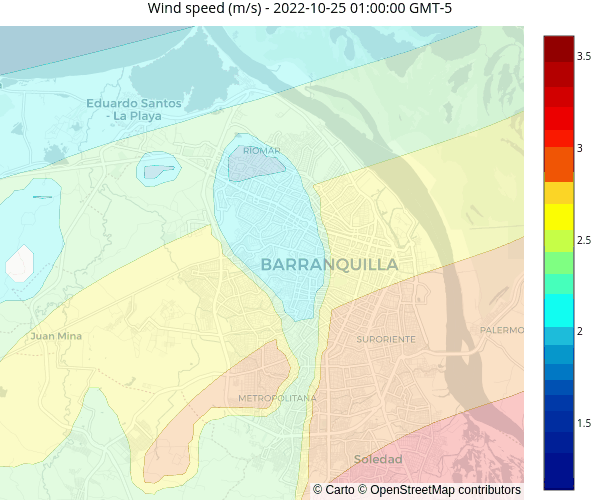 Wind speed (m/s) - 2022-10-25 01:00:00 GMT-5
3.5
Eduardo Santos
- La Playa
RIOMAR
3
2.5
BARRANQUILLA
2
Juan Mina
SURORIENTE
PALERMO
METROPOLITANA
1.5
Soledad
© Carto © OpenStreetMap contributors